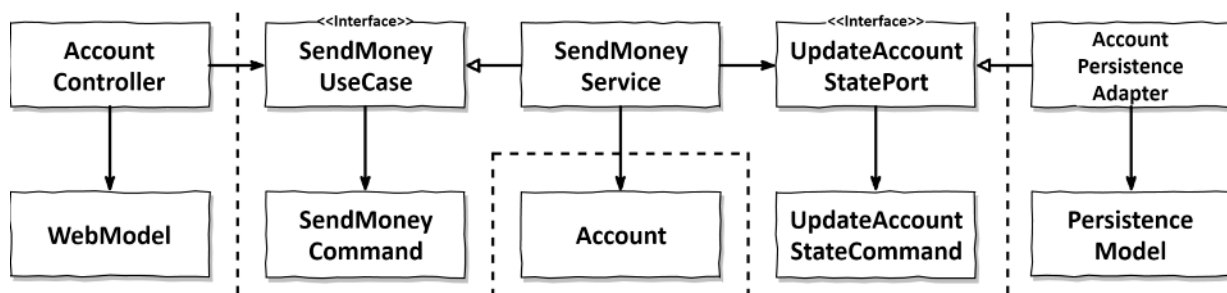 <<Interface>>
<<Interface>>
Account
Controller
SendMoney
UseCase
SendMoney
Service
UpdateAccount
StatePort
Account
Persistence
Adapter
WebModel
SendMoney
Command
Account
UpdateAccount
StateCommand
Persistence
Model